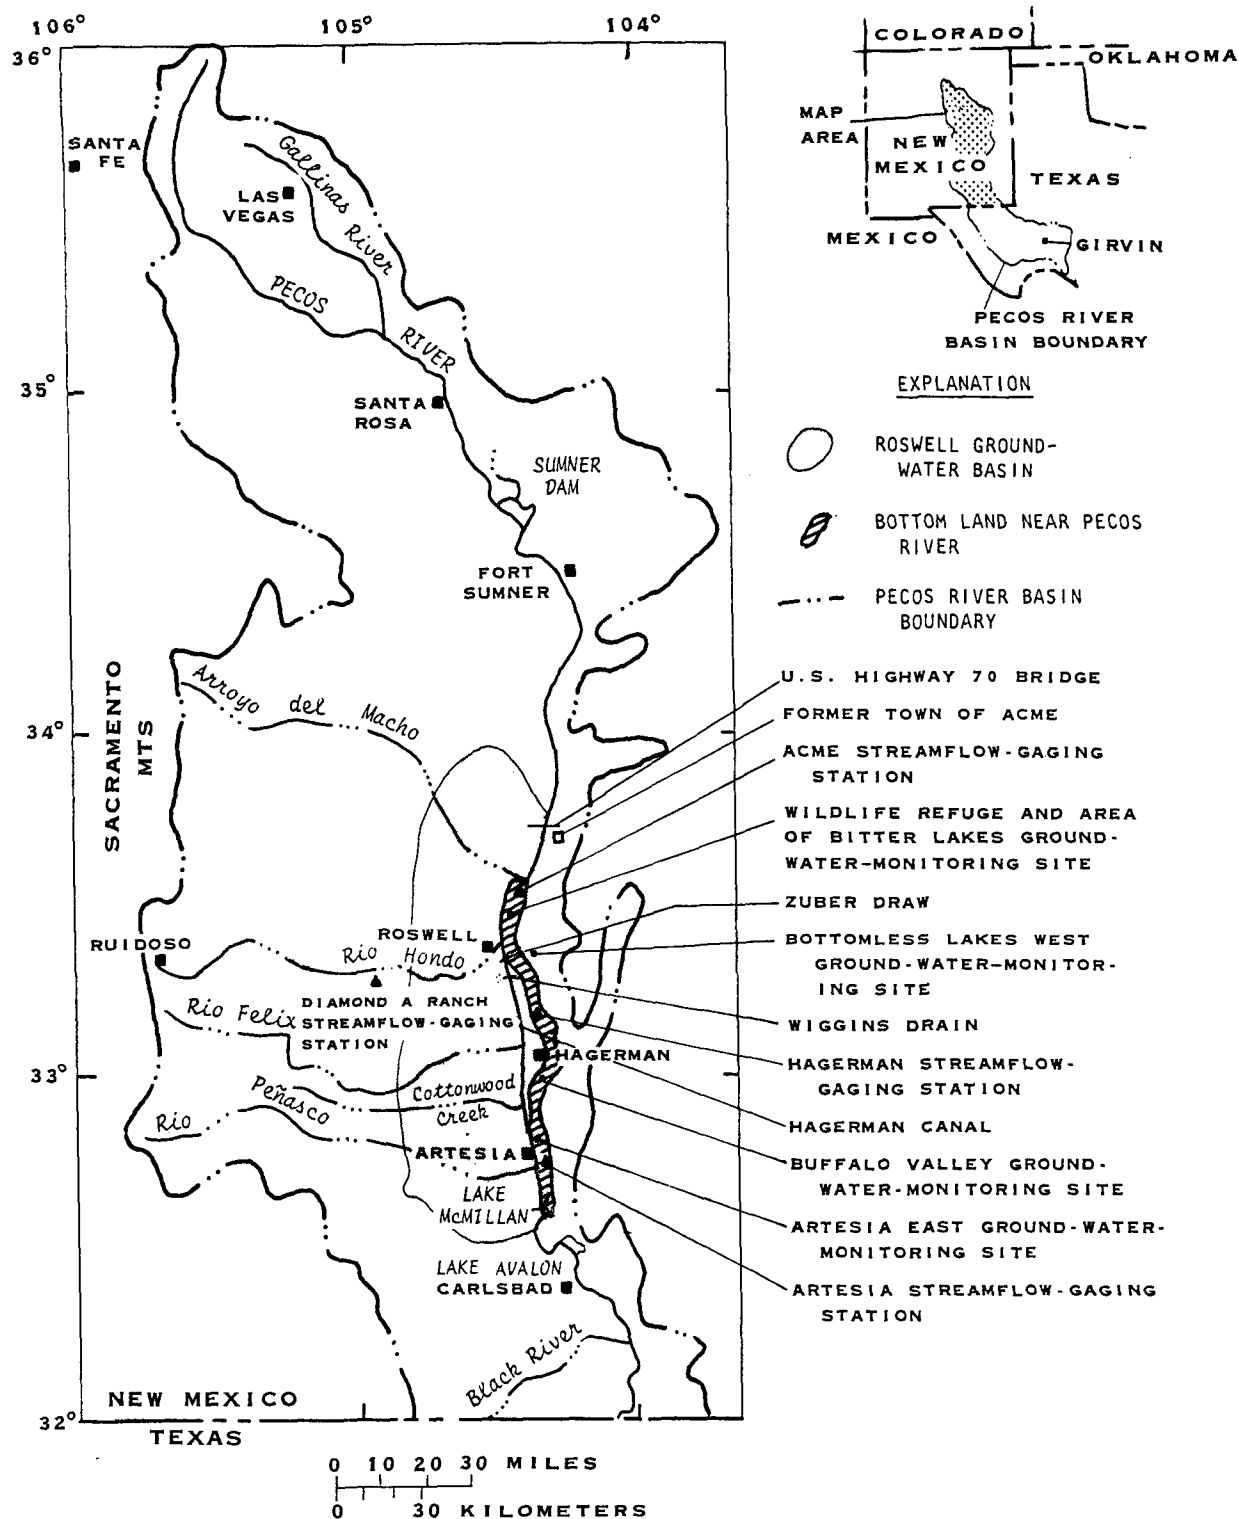 106°
105°
104°
36°
35°
34°
33°
32°
SANTA
FE
LAS
VEGAS
Gallinas River
PECOS RIVER
SANTA
ROSA
SUMNER
DAM
FORT
SUMNER
SACRAMENTO
MTS
Arroyo del Macho
RUIDOSO
ROSWELL
Rio Hondo
DIAMOND A RANCH
STREAMFLOW-GAGING
STATION
Rio Felix
HAGERMAN
Rio Peñasco
Cottonwood
Creek
ARTESIA
LAKE
McMILLAN
LAKE AVALON
CARLSBAD
Black River
NEW MEXICO
TEXAS
0 10 20 30 MILES
0 30 KILOMETERS
COLORADO
OKLAHOMA
MAP
AREA
NEW
MEXICO
TEXAS
MEXICO
GIRVIN
PECOS RIVER
BASIN BOUNDARY
EXPLANATION
ROSWELL GROUND-
WATER BASIN
BOTTOM LAND NEAR PECOS
RIVER
PECOS RIVER BASIN
BOUNDARY
U.S. HIGHWAY 70 BRIDGE
FORMER TOWN OF ACME
ACME STREAMFLOW-GAGING
STATION
WILDLIFE REFUGE AND AREA
OF BITTER LAKES GROUND-
WATER-MONITORING SITE
ZUBER DRAW
BOTTOMLESS LAKES WEST
GROUND-WATER-MONITOR-
ING SITE
WIGGINS DRAIN
HAGERMAN STREAMFLOW-
GAGING STATION
HAGERMAN CANAL
BUFFALO VALLEY GROUND-
WATER-MONITORING SITE
ARTESIA EAST GROUND-WATER-
MONITORING SITE
ARTESIA STREAMFLOW-GAGING
STATION